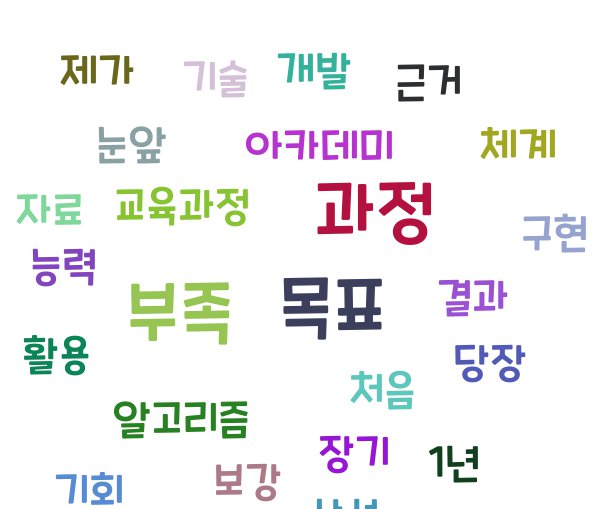 제가 기술 개발 근거
눈앞 아카데미 체계
자료 교육과정 과정 구현
능력 부족 목표 결과
활용 처음 당장
알고리즘 장기 1년
기회 보강